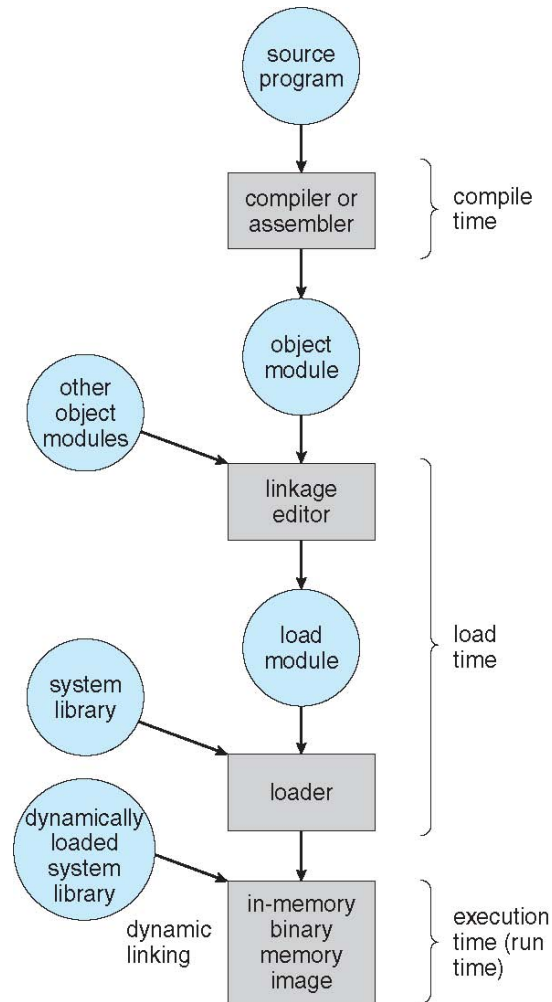 source
program
compiler or
assembler
compile
time
object
module
other
object
modules
linkage
editor
load
module
load
time
system
library
loader
dynamically
loaded
system
library
dynamic
linking
in-memory
binary
memory
image
execution
time (run
time)